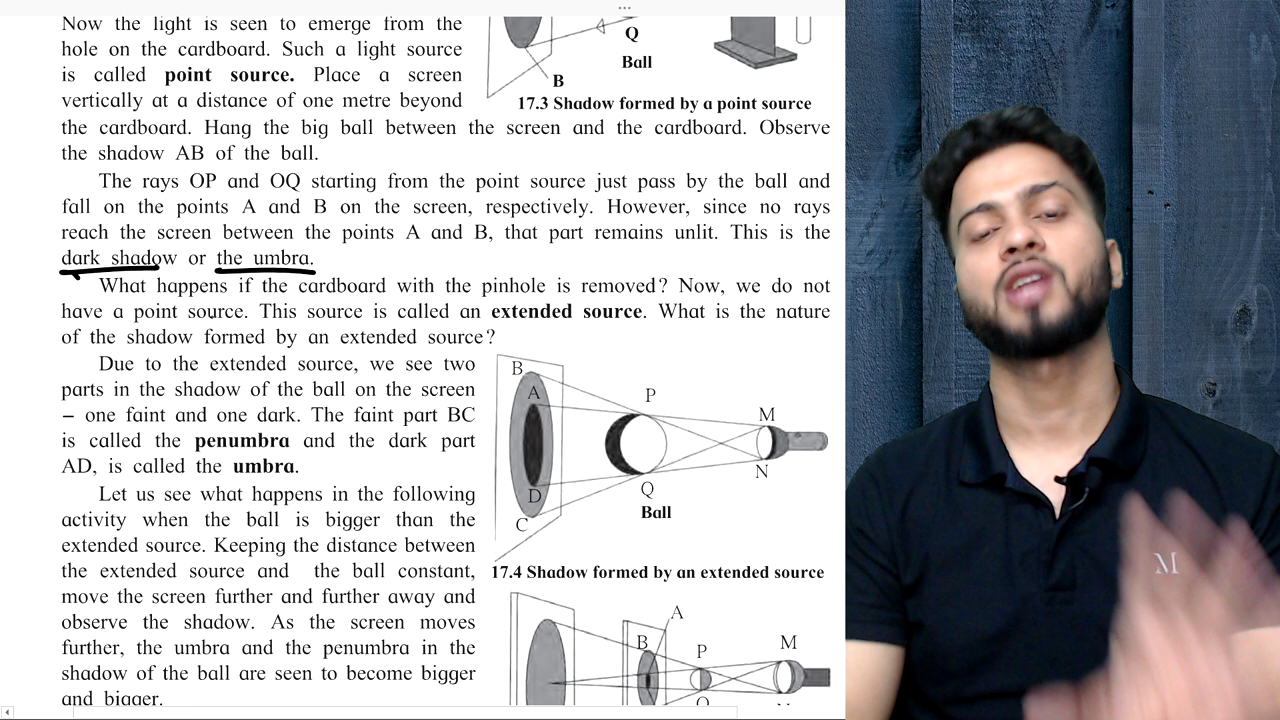 Now the light is seen to emerge from the
hole on the cardboard. Such a light source
is called point source. Place a screen
vertically at a distance of one metre beyond
Q
Ball
B
17.3 Shadow formed by a point source
the cardboard. Hang the big ball between the screen and the cardboard. Observe
the shadow AB of the ball.
The rays OP and OQ starting from the point source just pass by the ball and
fall on the points A and B on the screen, respectively. However, since no rays
reach the screen between the points A and B, that part remains unlit. This is the
dark shadow or the umbra.
What happens if the cardboard with the pinhole is removed? Now, we do not
have a point source. This source is called an extended source. What is the nature
of the shadow formed by an extended source?
Due to the extended source, we see two
parts in the shadow of the ball on the screen
– one faint and one dark. The faint part BC
is called the penumbra and the dark part
AD, is called the umbra.
Let us see what happens in the following
activity when the ball is bigger than the
extended source. Keeping the distance between
the extended source and the ball constant,
move the screen further and further away and
observe the shadow. As the screen moves
further, the umbra and the penumbra in the
shadow of the ball are seen to become bigger
and bigger.
B
A
P
M
N
D
Q
C
Ball
17.4 Shadow formed by an extended source
A
B
P
M
M